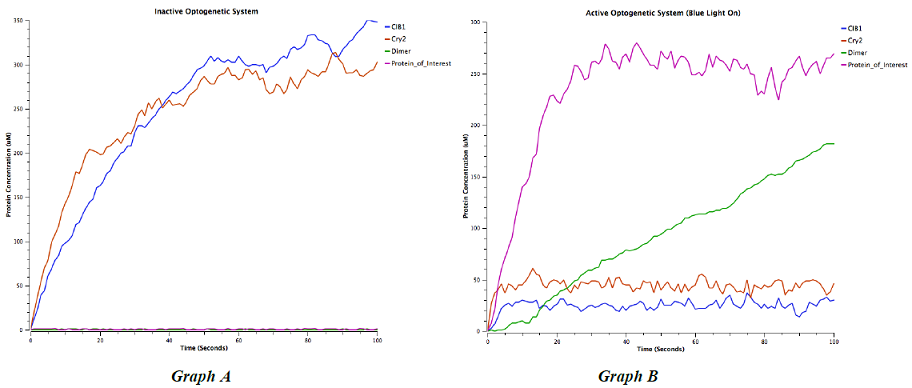 Inactive Optogenetic System
350
300
250
200
150
100
50
0
Protein Concentration (uM)
0
20
40
60
80
100
Time (Seconds)
CIB1
Cry2
Dimer
Protein_of_Interest
Graph A
Active Optogenetic System (Blue Light On)
300
250
200
150
100
50
0
Protein Concentration (uM)
0
20
40
60
80
100
Time (Seconds)
CIB1
Cry2
Dimer
Protein_of_Interest
Graph B